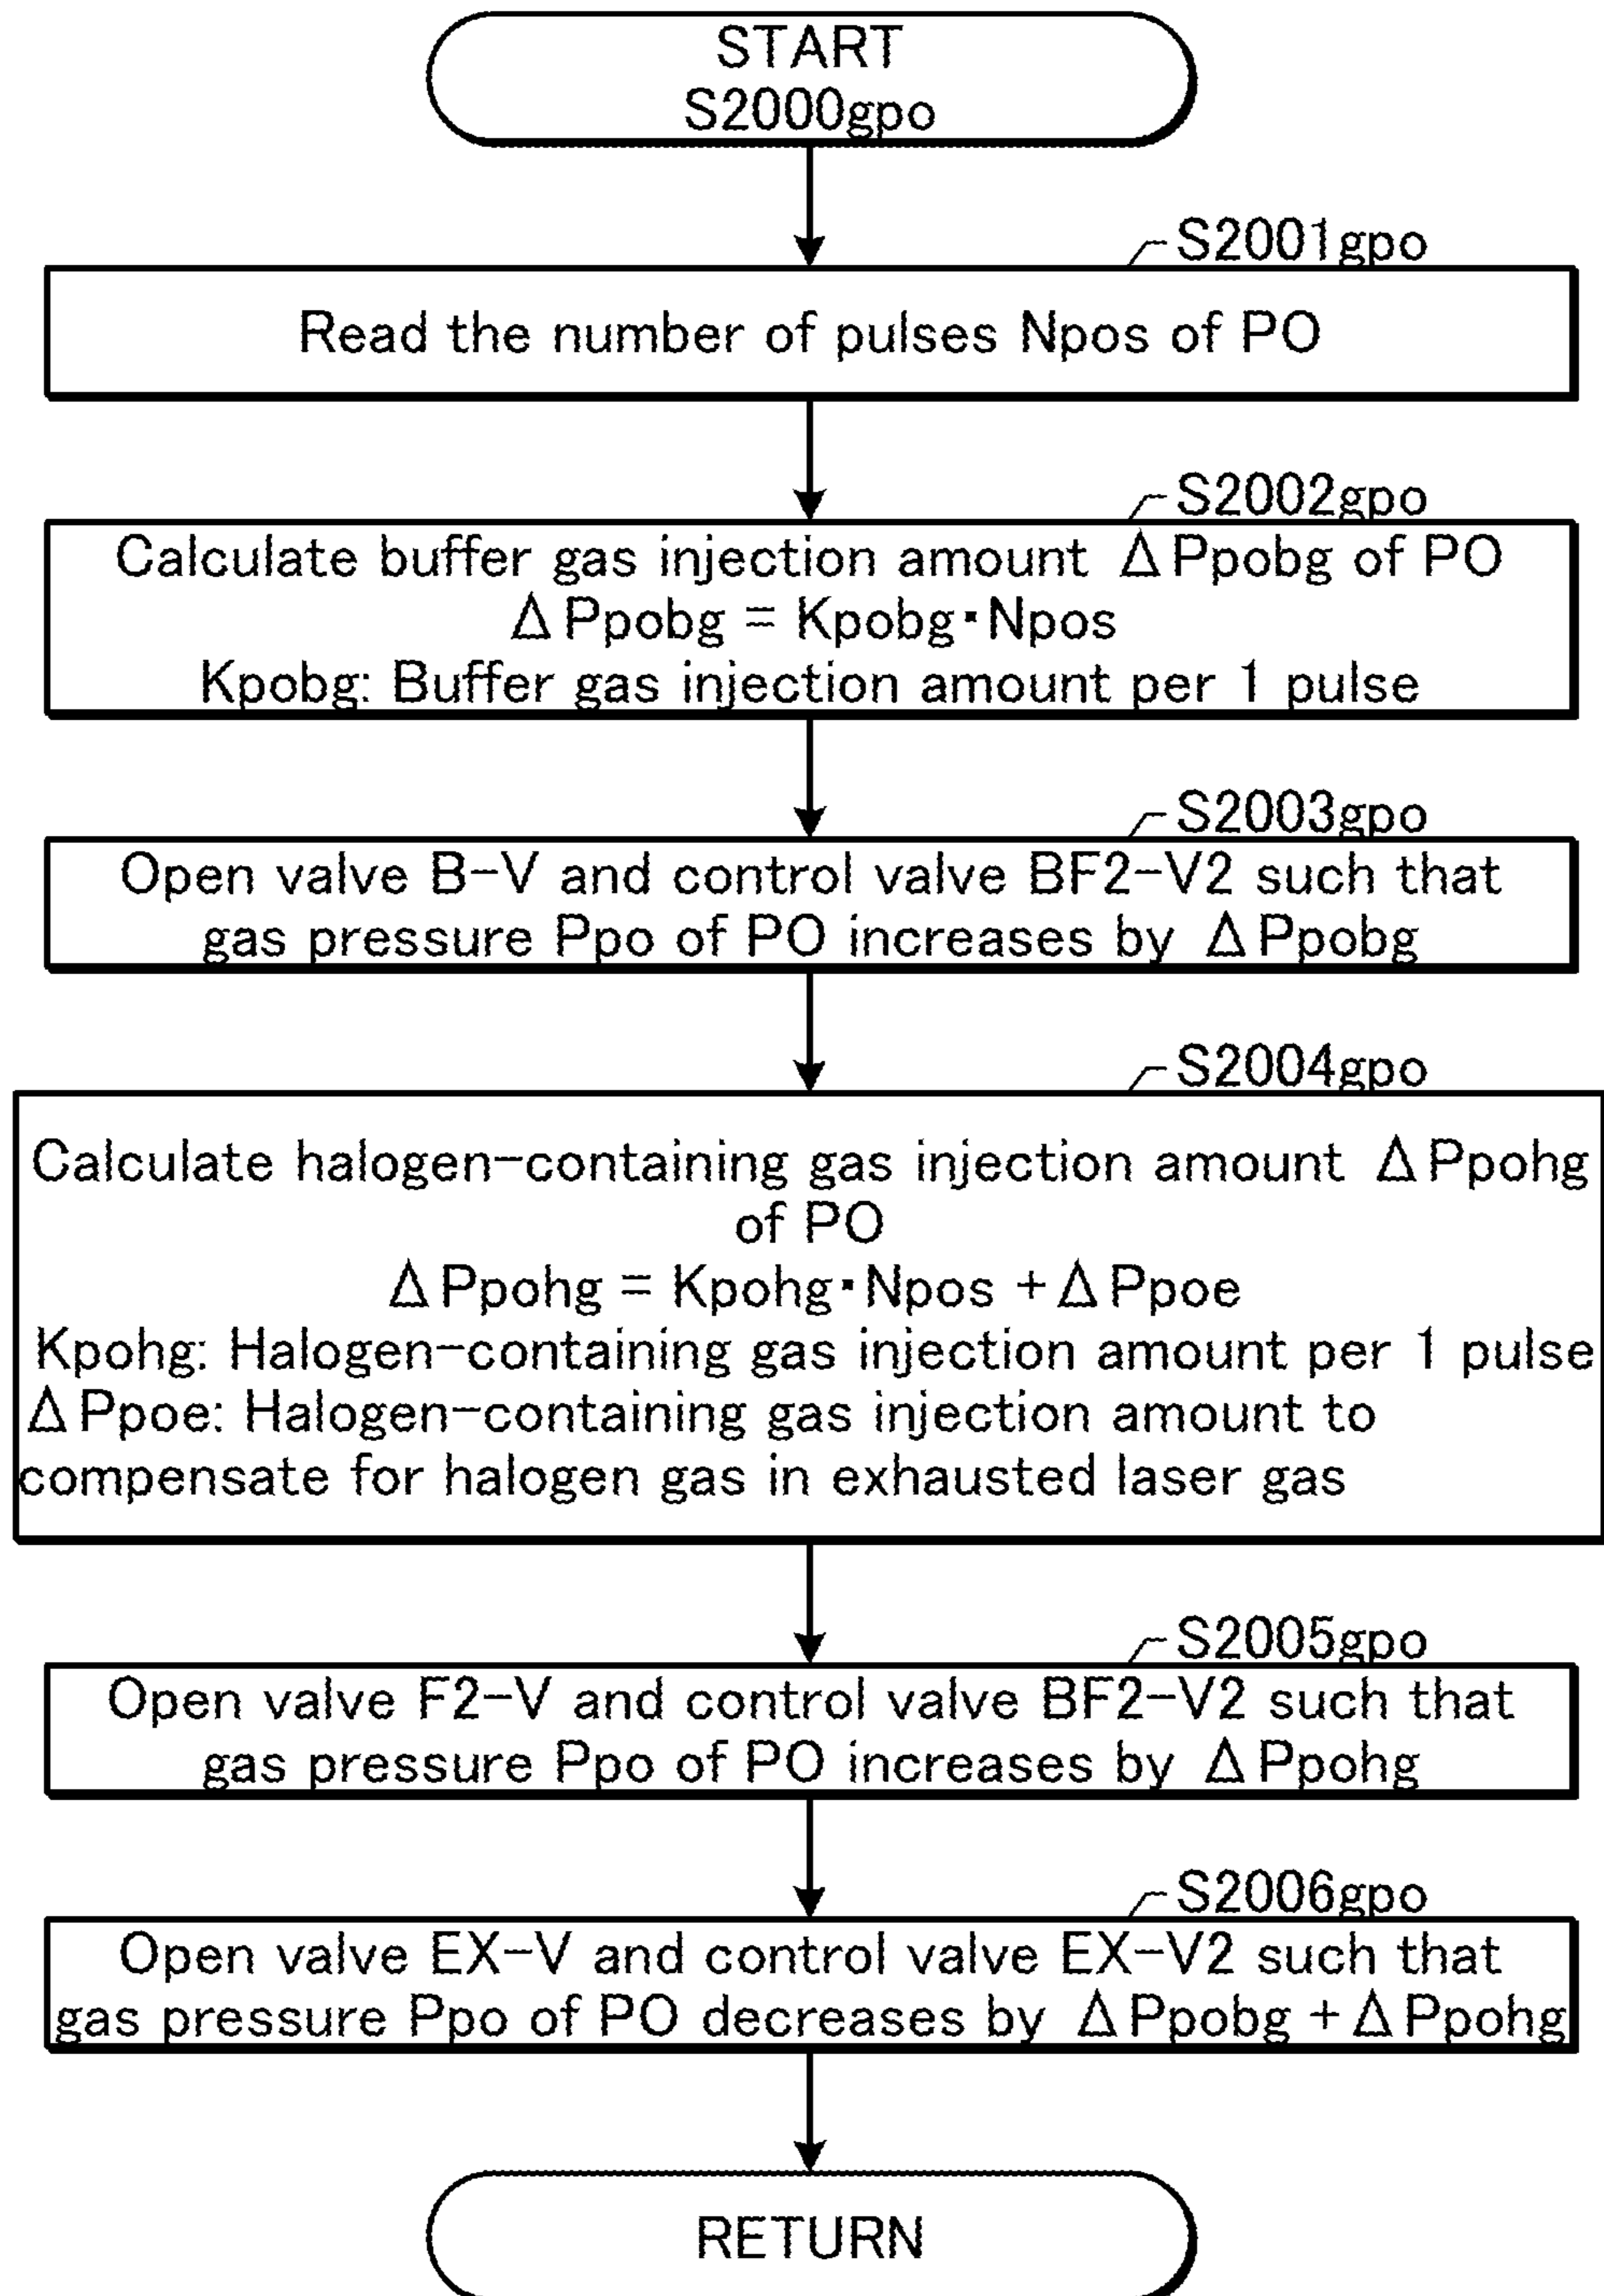 START
S2000gpo
S2001gpo
Read the number of pulses Npos of PO
S2002gpo
Calculate buffer gas injection amount ΔPpobg of PO
ΔPpobg = Kpobg▪Npos
Kpobg: Buffer gas injection amount per 1 pulse
S2003gpo
Open valve B-V and control valve BF2-V2 such that
gas pressure Ppo of PO increases by ΔPpobg
S2004gpo
Calculate halogen-containing gas injection amount ΔPpohg
of PO
ΔPpohg = Kpohg▪Npos +ΔPpoe
Kpohg: Halogen-containing gas injection amount per 1 pulse
ΔPpoe: Halogen-containing gas injection amount to
compensate for halogen gas in exhausted laser gas
S2005gpo
Open valve F2-V and control valve BF2-V2 such that
gas pressure Ppo of PO increases by ΔPpohg
S2006gpo
Open valve EX-V and control valve EX-V2 such that
gas pressure Ppo of PO decreases by ΔPpobg +ΔPpohg
RETURN